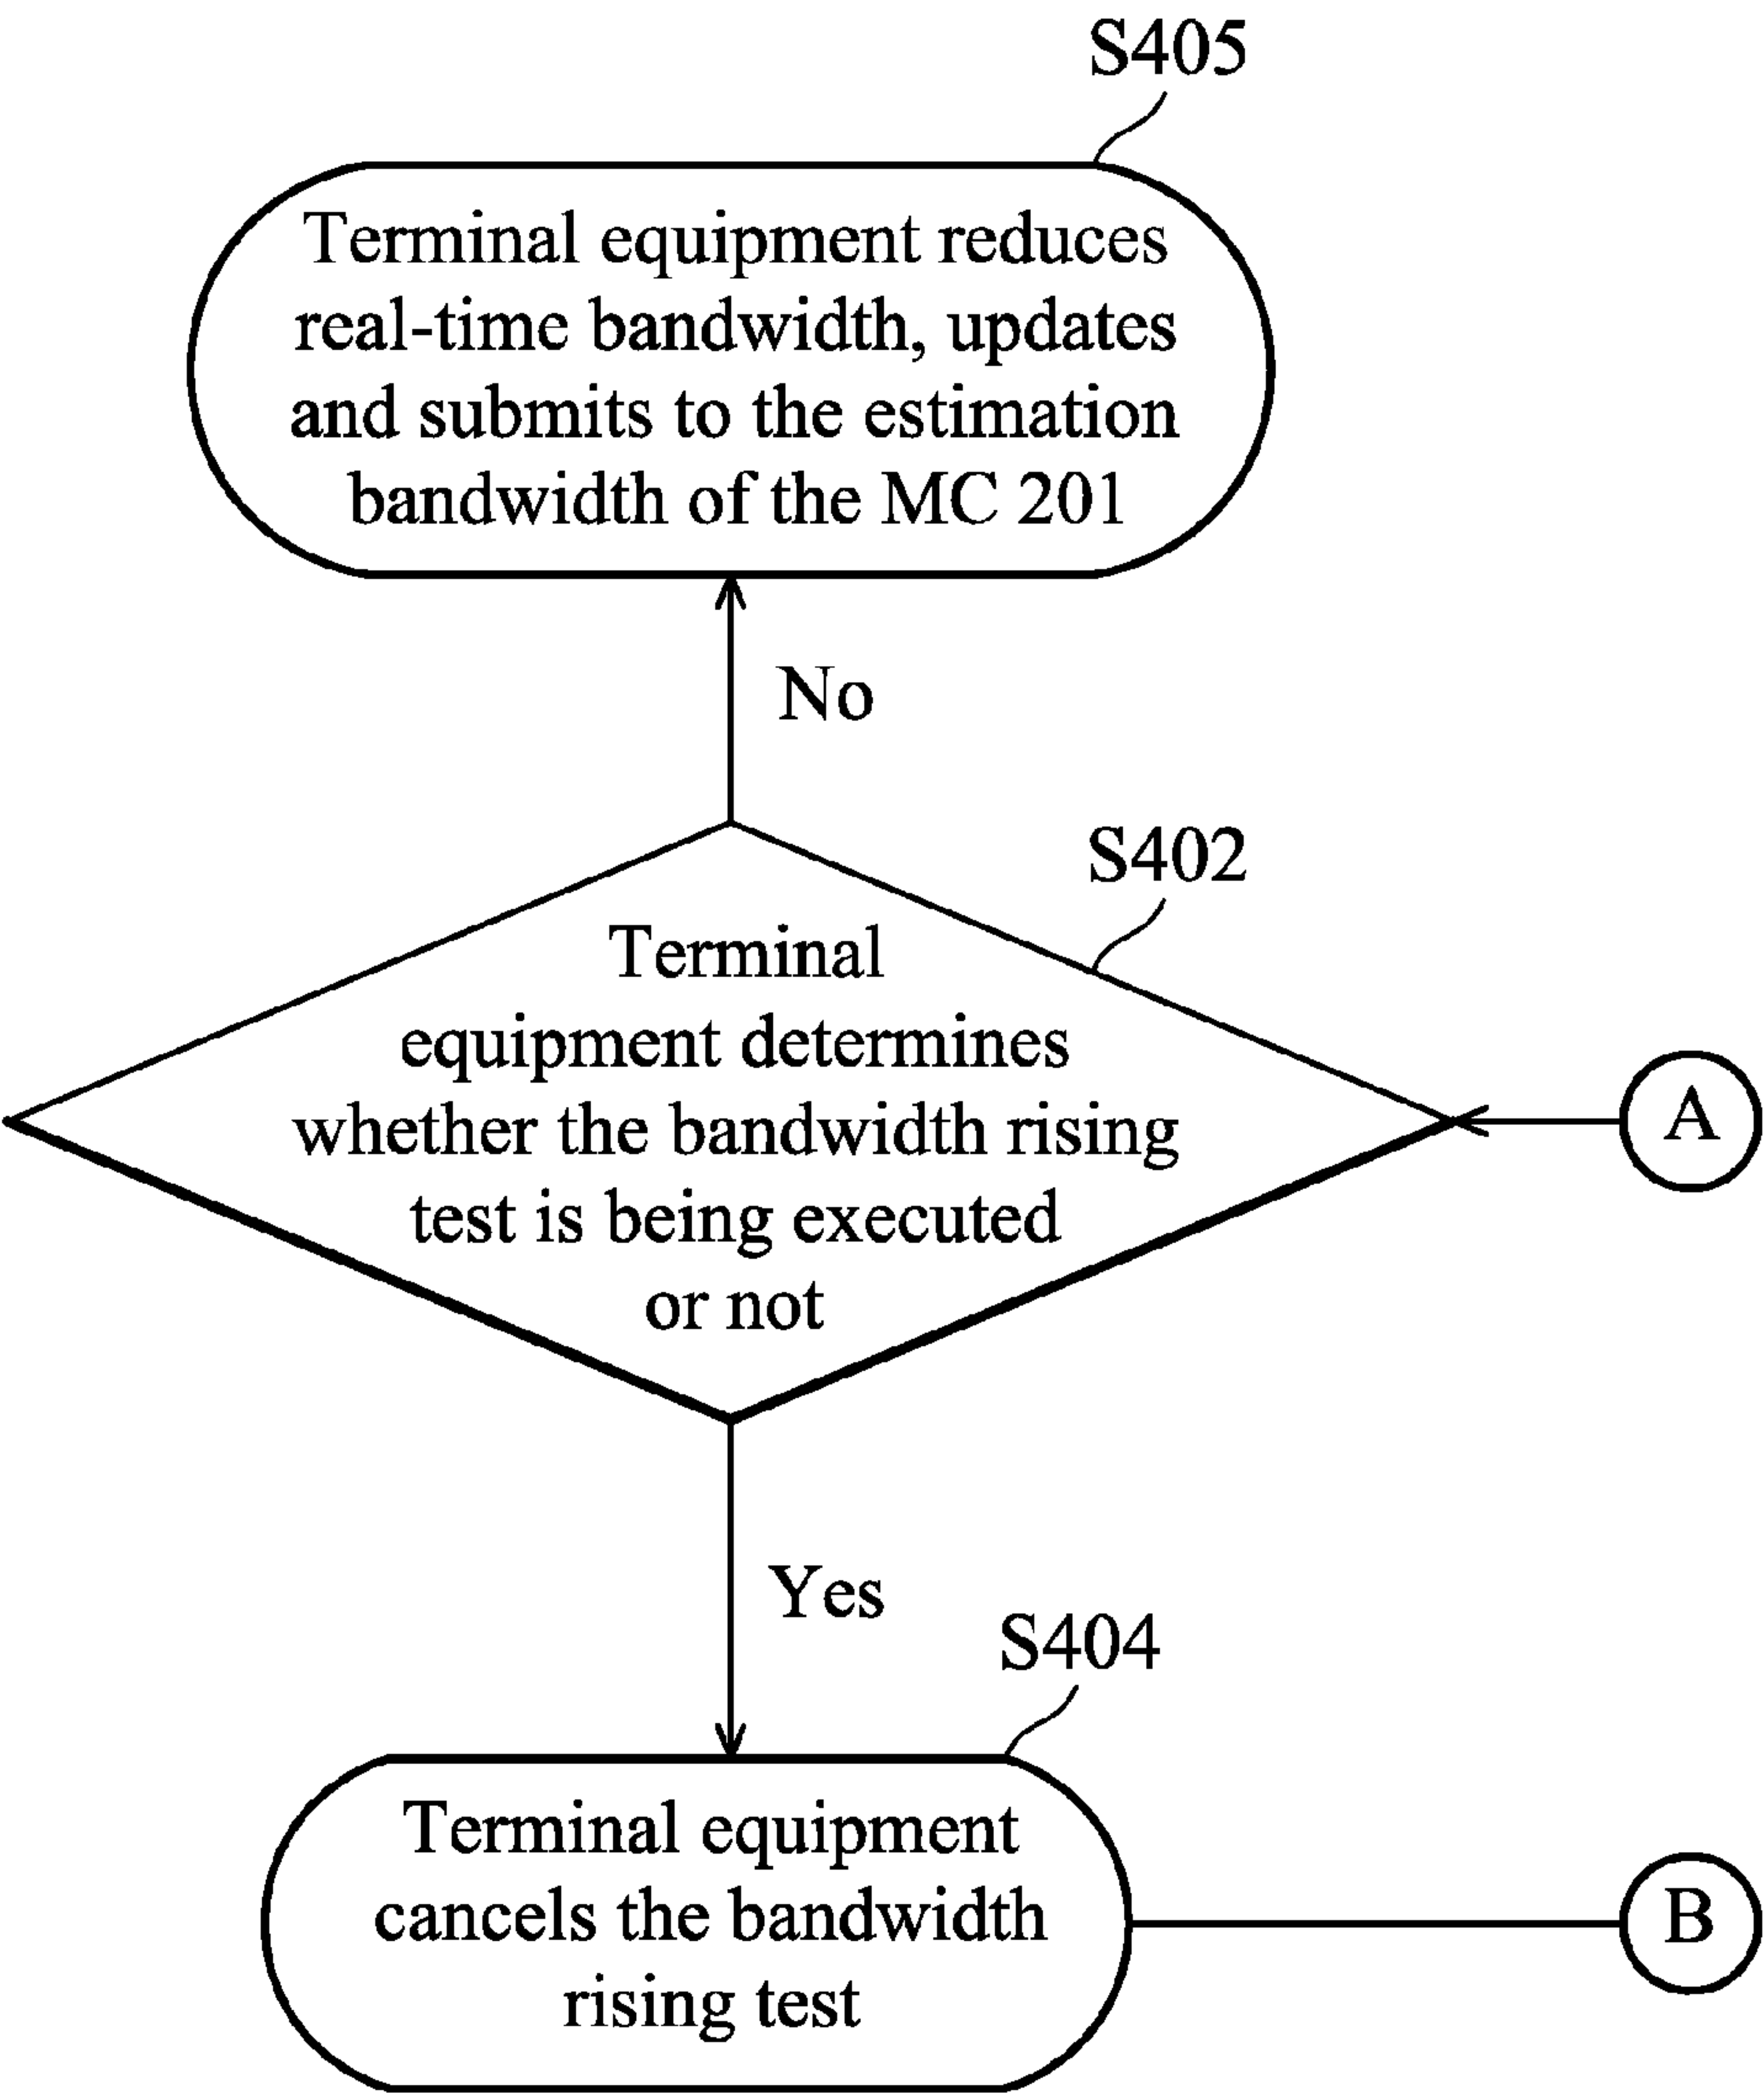 S405
Terminal equipment reduces
real-time bandwidth, updates
and submits to the estimation
bandwidth of the MC 201
No
S402
Terminal
equipment determines
whether the bandwidth rising
test is being executed
or not
A
Yes
S404
Terminal equipment
cancels the bandwidth
rising test
B